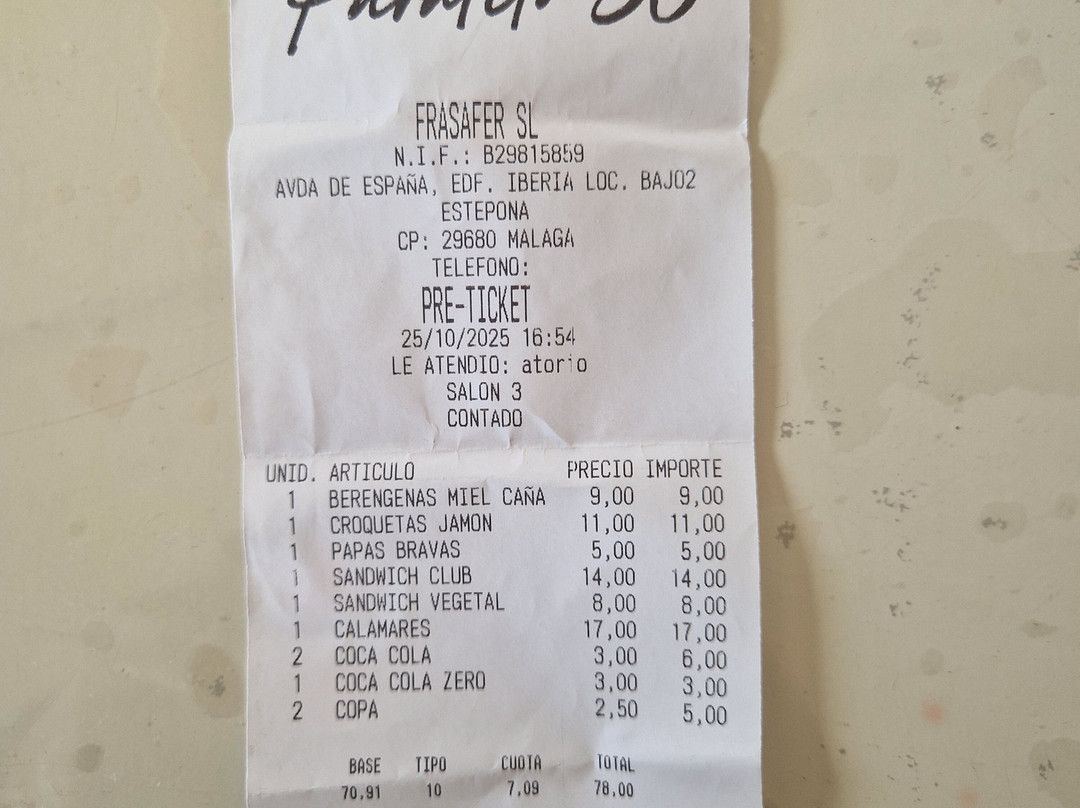 FRASAFER SL
N.I.F.: B29815859
AVDA DE ESPAÑA, EDF. IBERIA LOC. BAJO2
ESTEPONA
CP: 29680 MALAGA
TELEFONO:
PRE-TICKET
25/10/2025 16:54
LE ATENDIO: atorio
SALON 3
CONTADO
UNID. ARTICULO PRECIO IMPORTE
1 BERENGENAS MIEL CAÑA 9,00 9,00
1 CROQUETAS JAMON 11,00 11,00
1 PAPAS BRAVAS 5,00 5,00
1 SANDWICH CLUB 14,00 14,00
1 SANDWICH VEGETAL 8,00 8,00
1 CALAMARES 17,00 17,00
2 COCA COLA 3,00 6,00
1 COCA COLA ZERO 3,00 3,00
2 COPA 2,50 5,00
BASE TIPO CUOTA TOTAL
70,91 10 7,09 78,00